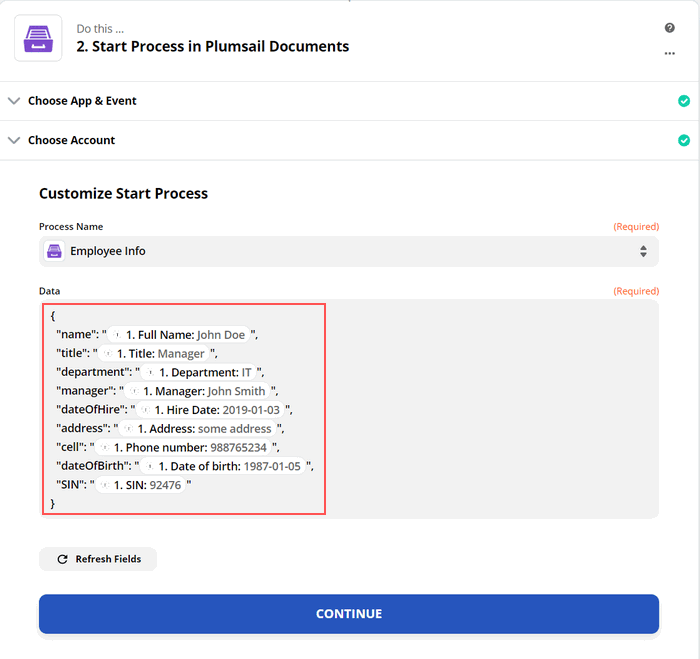 Do this ...
2. Start Process in Plumsail Documents
Choose App & Event
Choose Account
Customize Start Process
Process Name (Required)
Employee Info
Data (Required)
{
"name": " 1. Full Name: John Doe ",
"title": " 1. Title: Manager ",
"department": " 1. Department: IT ",
"manager": " 1. Manager: John Smith ",
"dateOfHire": " 1. Hire Date: 2019-01-03 ",
"address": " 1. Address: some address ",
"cell": " 1. Phone number: 988765234 ",
"dateOfBirth": " 1. Date of birth: 1987-01-05 ",
"SIN": " 1. SIN: 92476 "
}
Refresh Fields
CONTINUE